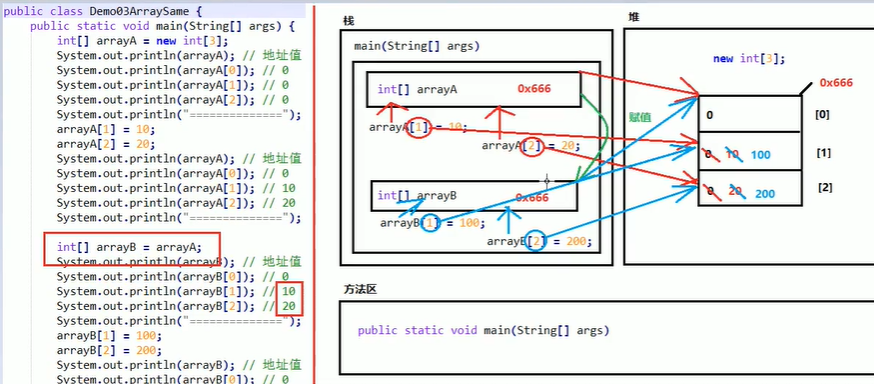 public class Demo03ArraySame {
public static void main(String[] args) {
int[] arrayA = new int[3];
System.out.println(arrayA); // 地址值
System.out.println(arrayA[0]); // 0
System.out.println(arrayA[1]); // 0
System.out.println(arrayA[2]); // 0
System.out.println("==============");
arrayA[1] = 10;
arrayA[2] = 20;
System.out.println(arrayA); // 地址值
System.out.println(arrayA[0]); // 0
System.out.println(arrayA[1]); // 10
System.out.println(arrayA[2]); // 20
System.out.println("==============");
int[] arrayB = arrayA;
System.out.println(arrayB); // 地址值
System.out.println(arrayB[0]); // 0
System.out.println(arrayB[1]); // 10
System.out.println(arrayB[2]); // 20
System.out.println("==============");
arrayB[1] = 100;
arrayB[2] = 200;
System.out.println(arrayB); // 地址值
System.out.println(arrayB[0]); // 0
栈
main(String[] args)
int[] arrayA 0x666
arrayA[1] = 10;
arrayA[2] = 20;
赋值
int[] arrayB 0x666
arrayB[1] = 100;
arrayB[2] = 200;
堆
new int[3];
0x666
0 [0]
0 10 100 [1]
0 20 200 [2]
方法区
public static void main(String[] args)